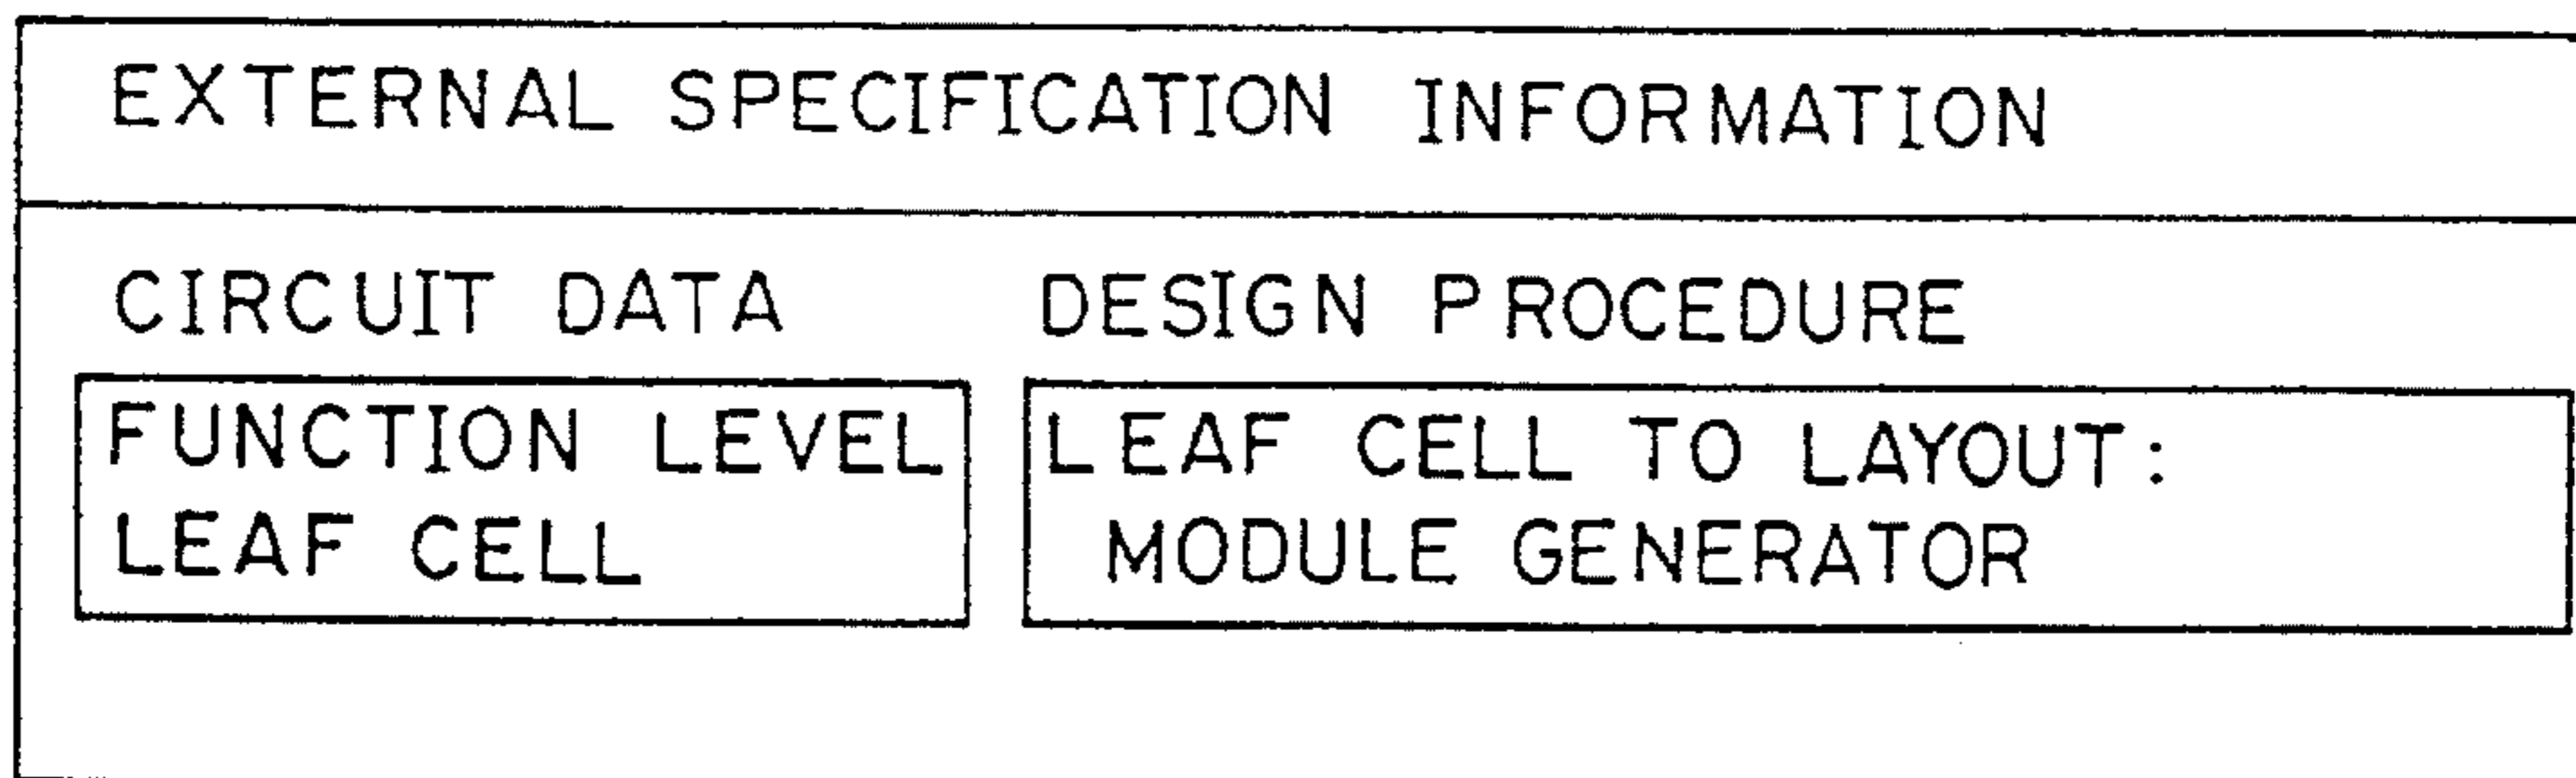 EXTERNAL SPECIFICATION INFORMATION
CIRCUIT DATA
DESIGN PROCEDURE
FUNCTION LEVEL
LEAF CELL
LEAF CELL TO LAYOUT:
MODULE GENERATOR